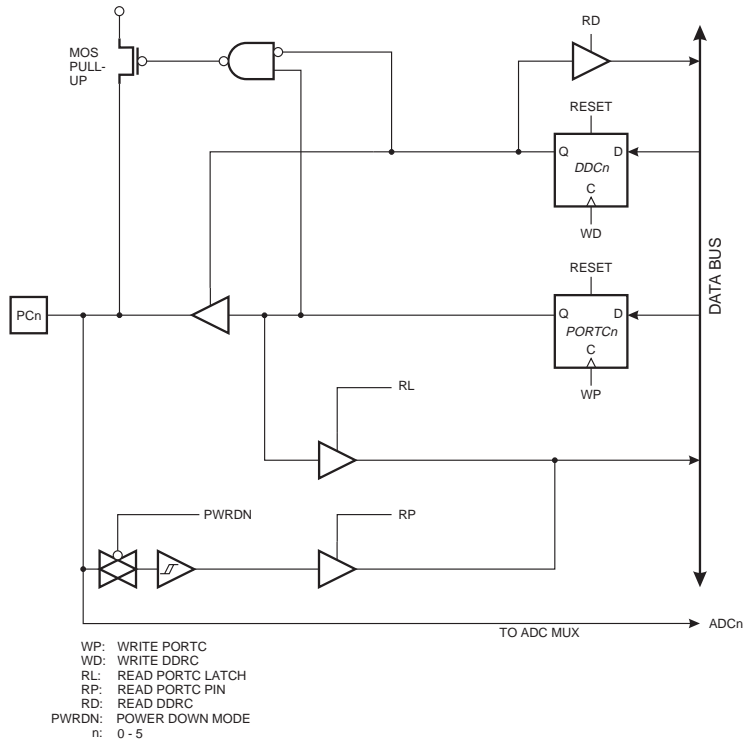 RD
MOS
PULL-
UP
RESET
Q
D
DDCn
C
WD
DATA BUS
RESET
PCn
Q
D
PORTCn
C
WP
RL
PWRDN
RP
TO ADC MUX
ADCn
WP: WRITE PORTC
WD: WRITE DDRC
RL: READ PORTC LATCH
RP: READ PORTC PIN
RD: READ DDRC
PWRDN: POWER DOWN MODE
n: 0 - 5